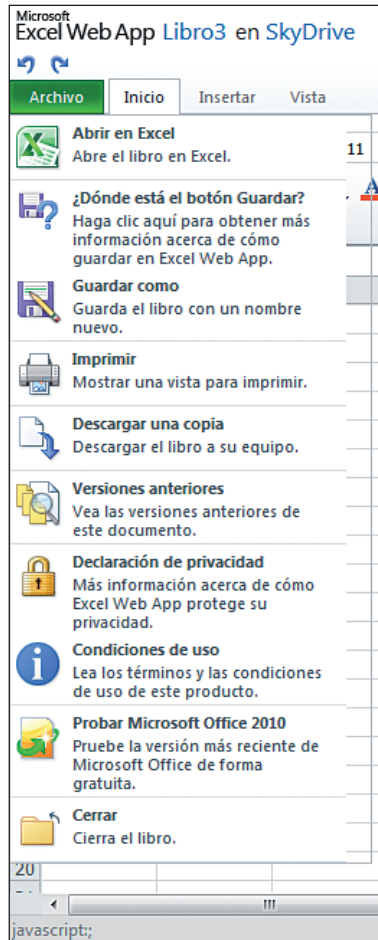 Microsoft
Excel Web App Libro3 en SkyDrive
Archivo Inicio Insertar Vista
Abrir en Excel
Abre el libro en Excel.
11
¿Dónde está el botón Guardar?
A
Haga clic aquí para obtener más
información acerca de cómo
guardar en Excel Web App.
Guardar como
Guarda el libro con un nombre
nuevo.
Imprimir
Mostrar una vista para imprimir.
Descargar una copia
Descargar el libro a su equipo.
Versiones anteriores
Vea las versiones anteriores de
este documento.
Declaración de privacidad
Más información acerca de cómo
Excel Web App protege su
privacidad.
Condiciones de uso
Lea los términos y las condiciones
de uso de este producto.
Probar Microsoft Office 2010
Pruebe la versión más reciente de
Microsoft Office de forma
gratuita.
Cerrar
Cierra el libro.
20
javascript:;